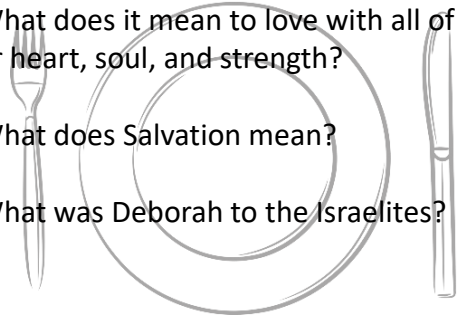 What does it mean to love with all of
r heart, soul, and strength?
What does Salvation mean?
What was Deborah to the Israelites?